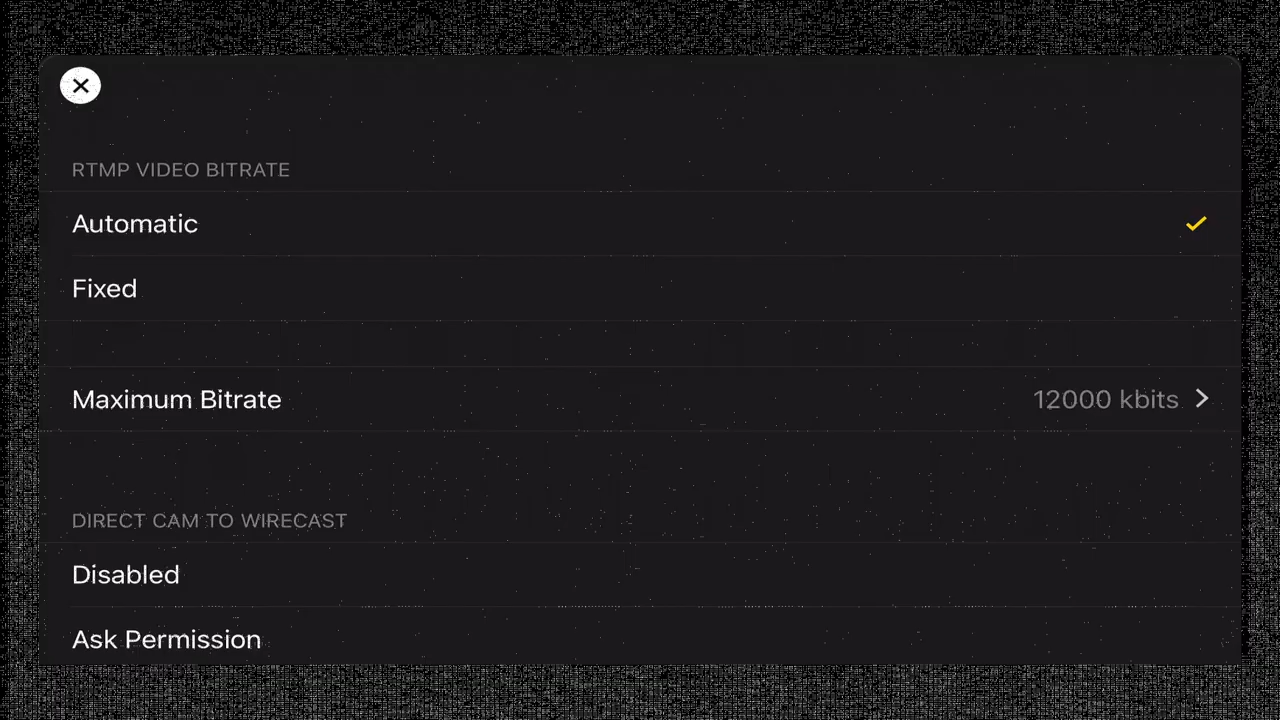 RTMP VIDEO BITRATE
Automatic
Fixed
Maximum Bitrate 12000 kbits
DIRECT CAM TO WIRECAST
Disabled
Ask Permission